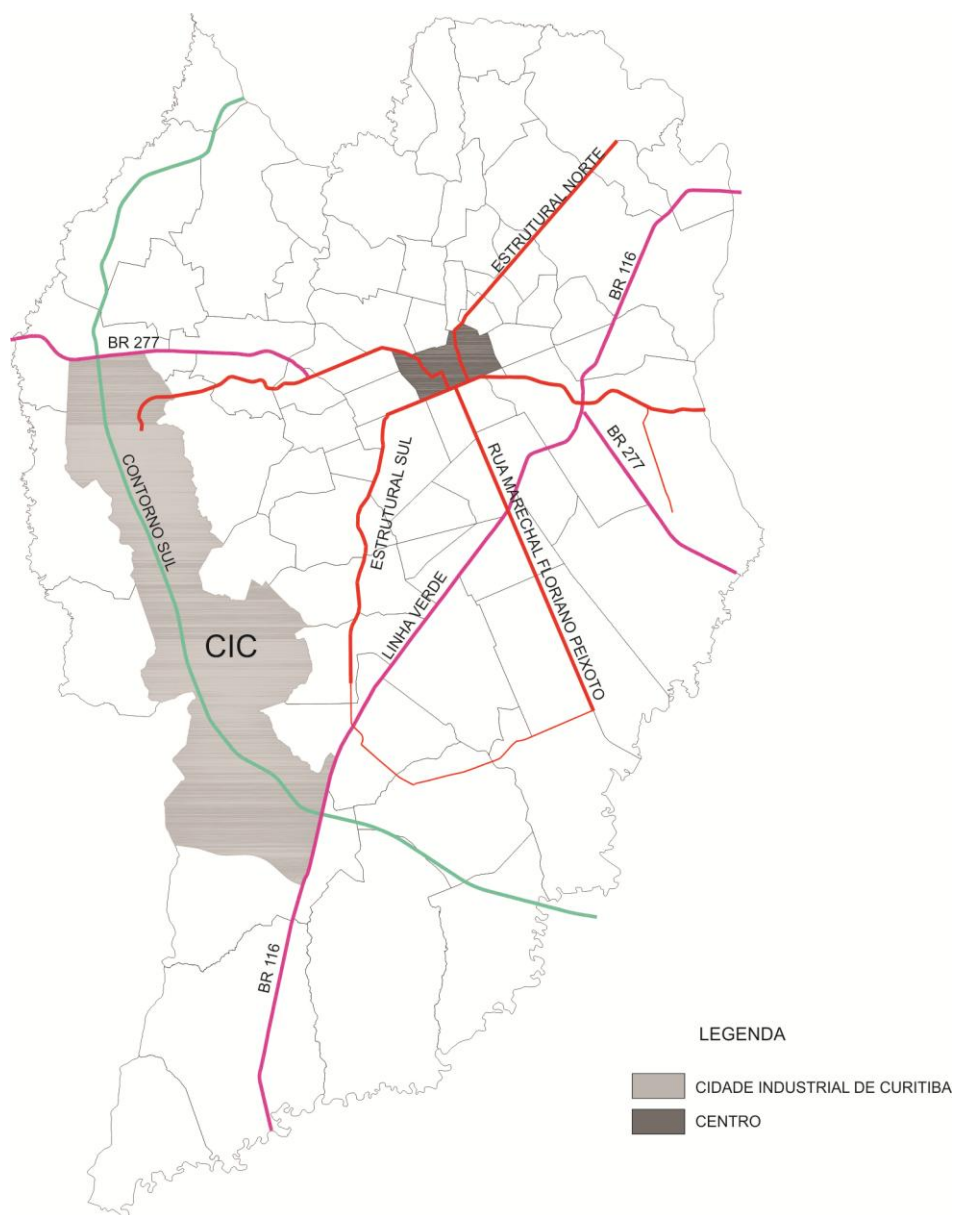 ESTRUTURAL NORTE
BR 116
BR 277
CONTORNO SUL
ESTRUTURAL SUL
RUA MARECHAL FLORIANO PEIXOTO
BR 277
LINHA VERDE
CIC
BR 116
LEGENDA
CIDADE INDUSTRIAL DE CURITIBA
CENTRO